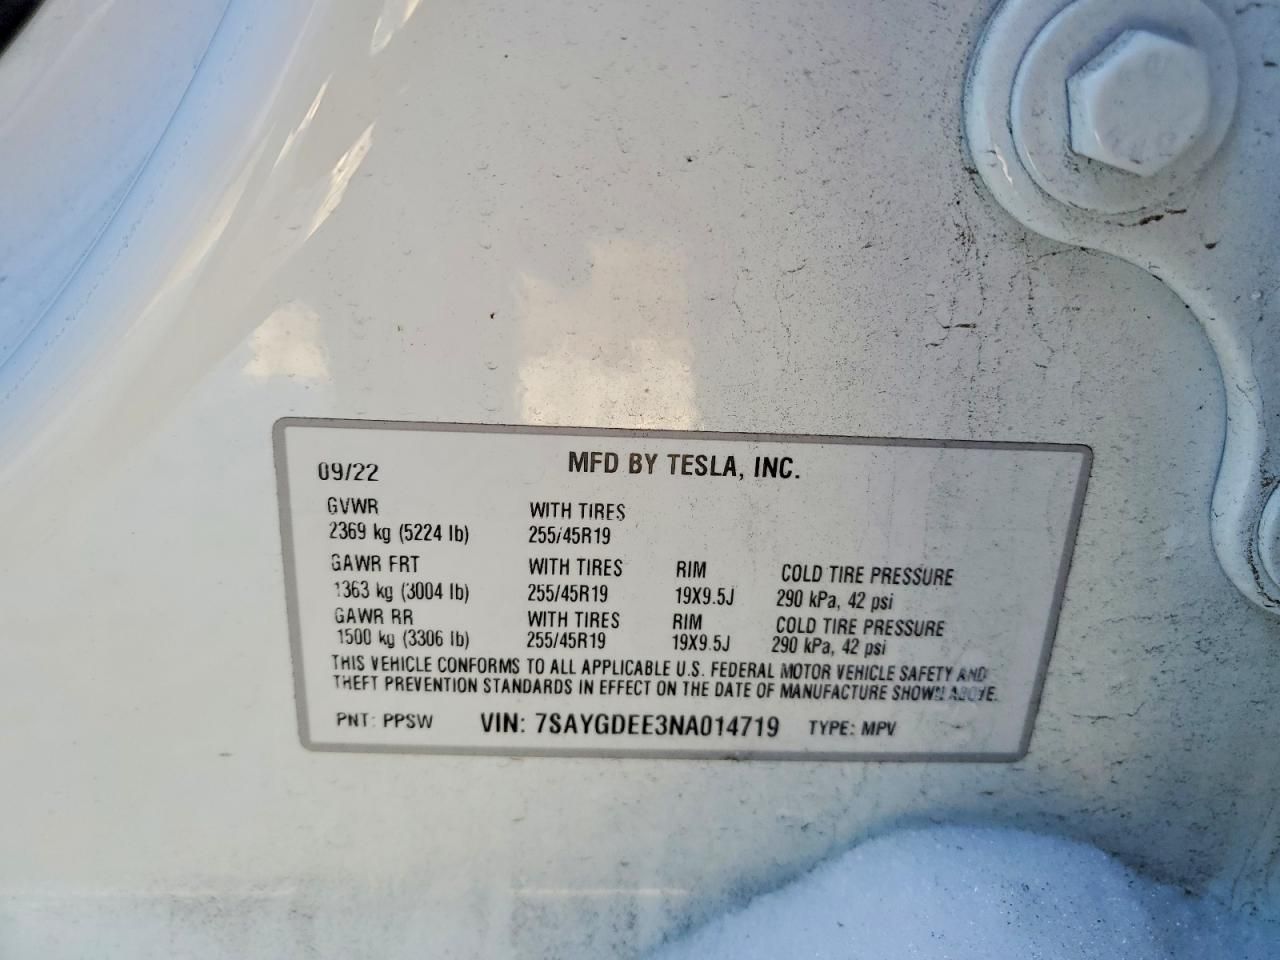 09/22 MFD BY TESLA, INC.
GVWR WITH TIRES
2369 kg (5224 lb) 255/45R19
GAWR FRT WITH TIRES RIM COLD TIRE PRESSURE
1363 kg (3004 lb) 255/45R19 19X9.5J 290 kPa, 42 psi
GAWR RR WITH TIRES RIM COLD TIRE PRESSURE
1500 kg (3306 lb) 255/45R19 19X9.5J 290 kPa, 42 psi
THIS VEHICLE CONFORMS TO ALL APPLICABLE U.S. FEDERAL MOTOR VEHICLE SAFETY AND
THEFT PREVENTION STANDARDS IN EFFECT ON THE DATE OF MANUFACTURE SHOWN ABOVE.
PNT: PPSW VIN: 7SAYGDEE3NA014719 TYPE: MPV